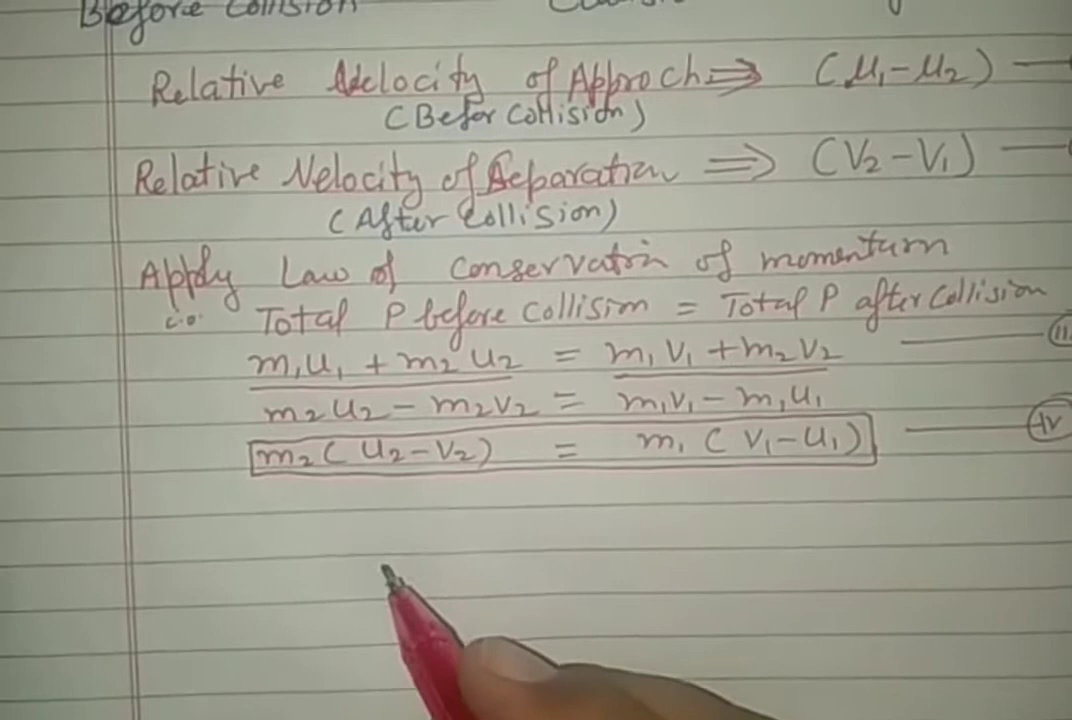 Before Collision
Relative Velocity of Approch ⇒ (u₁-u₂) —
(Befor Collision)
Relative Velocity of Separation ⇒ (V₂-V₁) —
(After Collision)
Apply Law of Conservation of momentum
Total P before Collision = Total P after Collision
m₁u₁ + m₂u₂ = m₁v₁ + m₂v₂ —
m₂u₂ - m₂v₂ = m₁v₁ - m₁u₁
m₂(u₂-v₂) = m₁(v₁-u₁) — iv